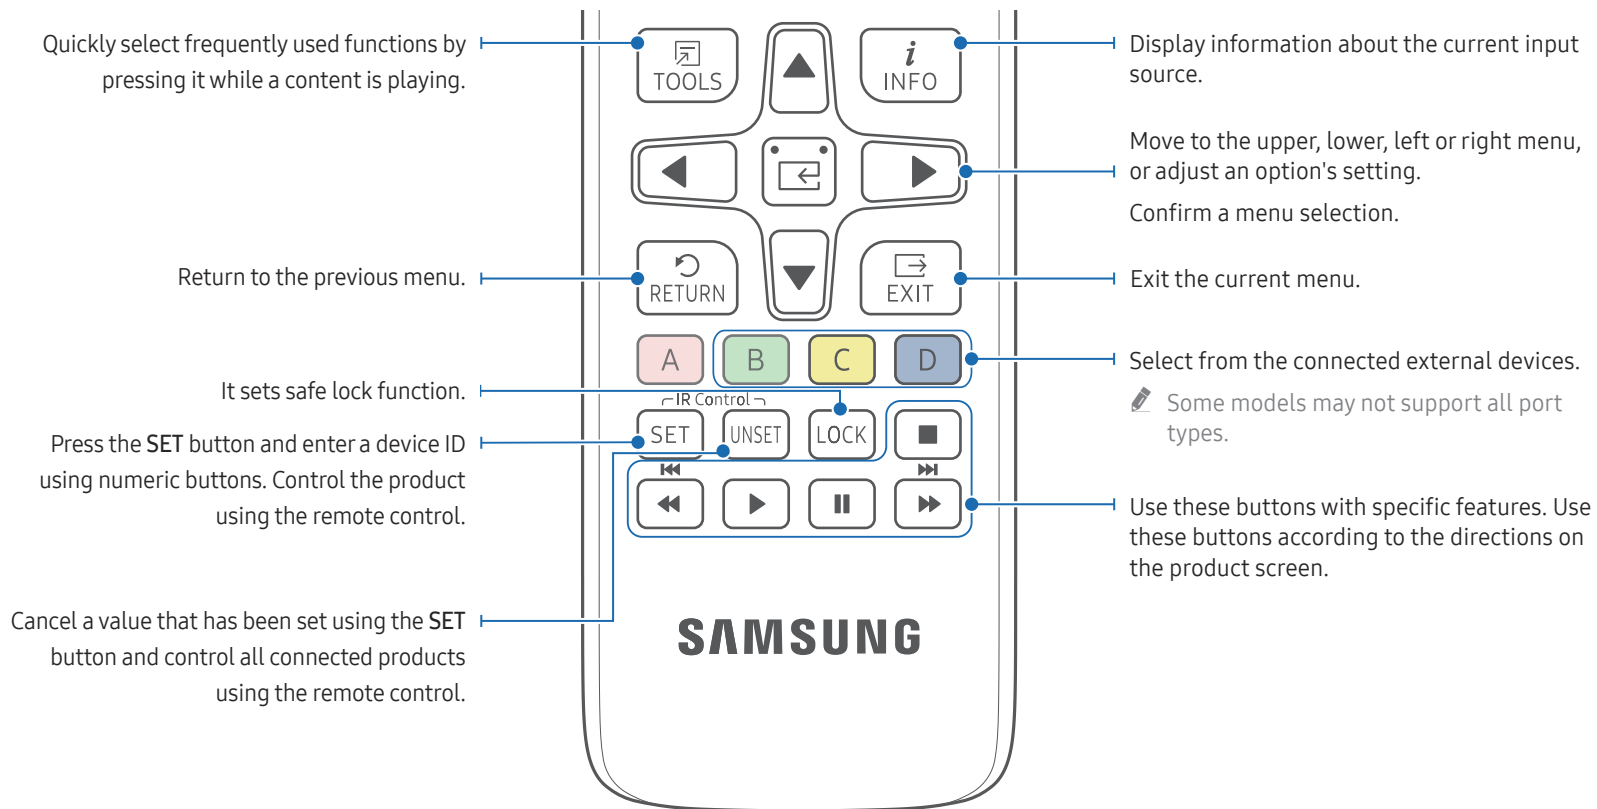 Quickly select frequently used functions by
pressing it while a content is playing.
Return to the previous menu.
It sets safe lock function.
Press the SET button and enter a device ID
using numeric buttons. Control the product
using the remote control.
Cancel a value that has been set using the SET
button and control all connected products
using the remote control.
TOOLS
i
INFO
RETURN
EXIT
A B C D
IR Control
SET UNSET LOCK
SAMSUNG
Display information about the current input
source.
Move to the upper, lower, left or right menu,
or adjust an option's setting.
Confirm a menu selection.
Exit the current menu.
Select from the connected external devices.
Some models may not support all port
types.
Use these buttons with specific features. Use
these buttons according to the directions on
the product screen.